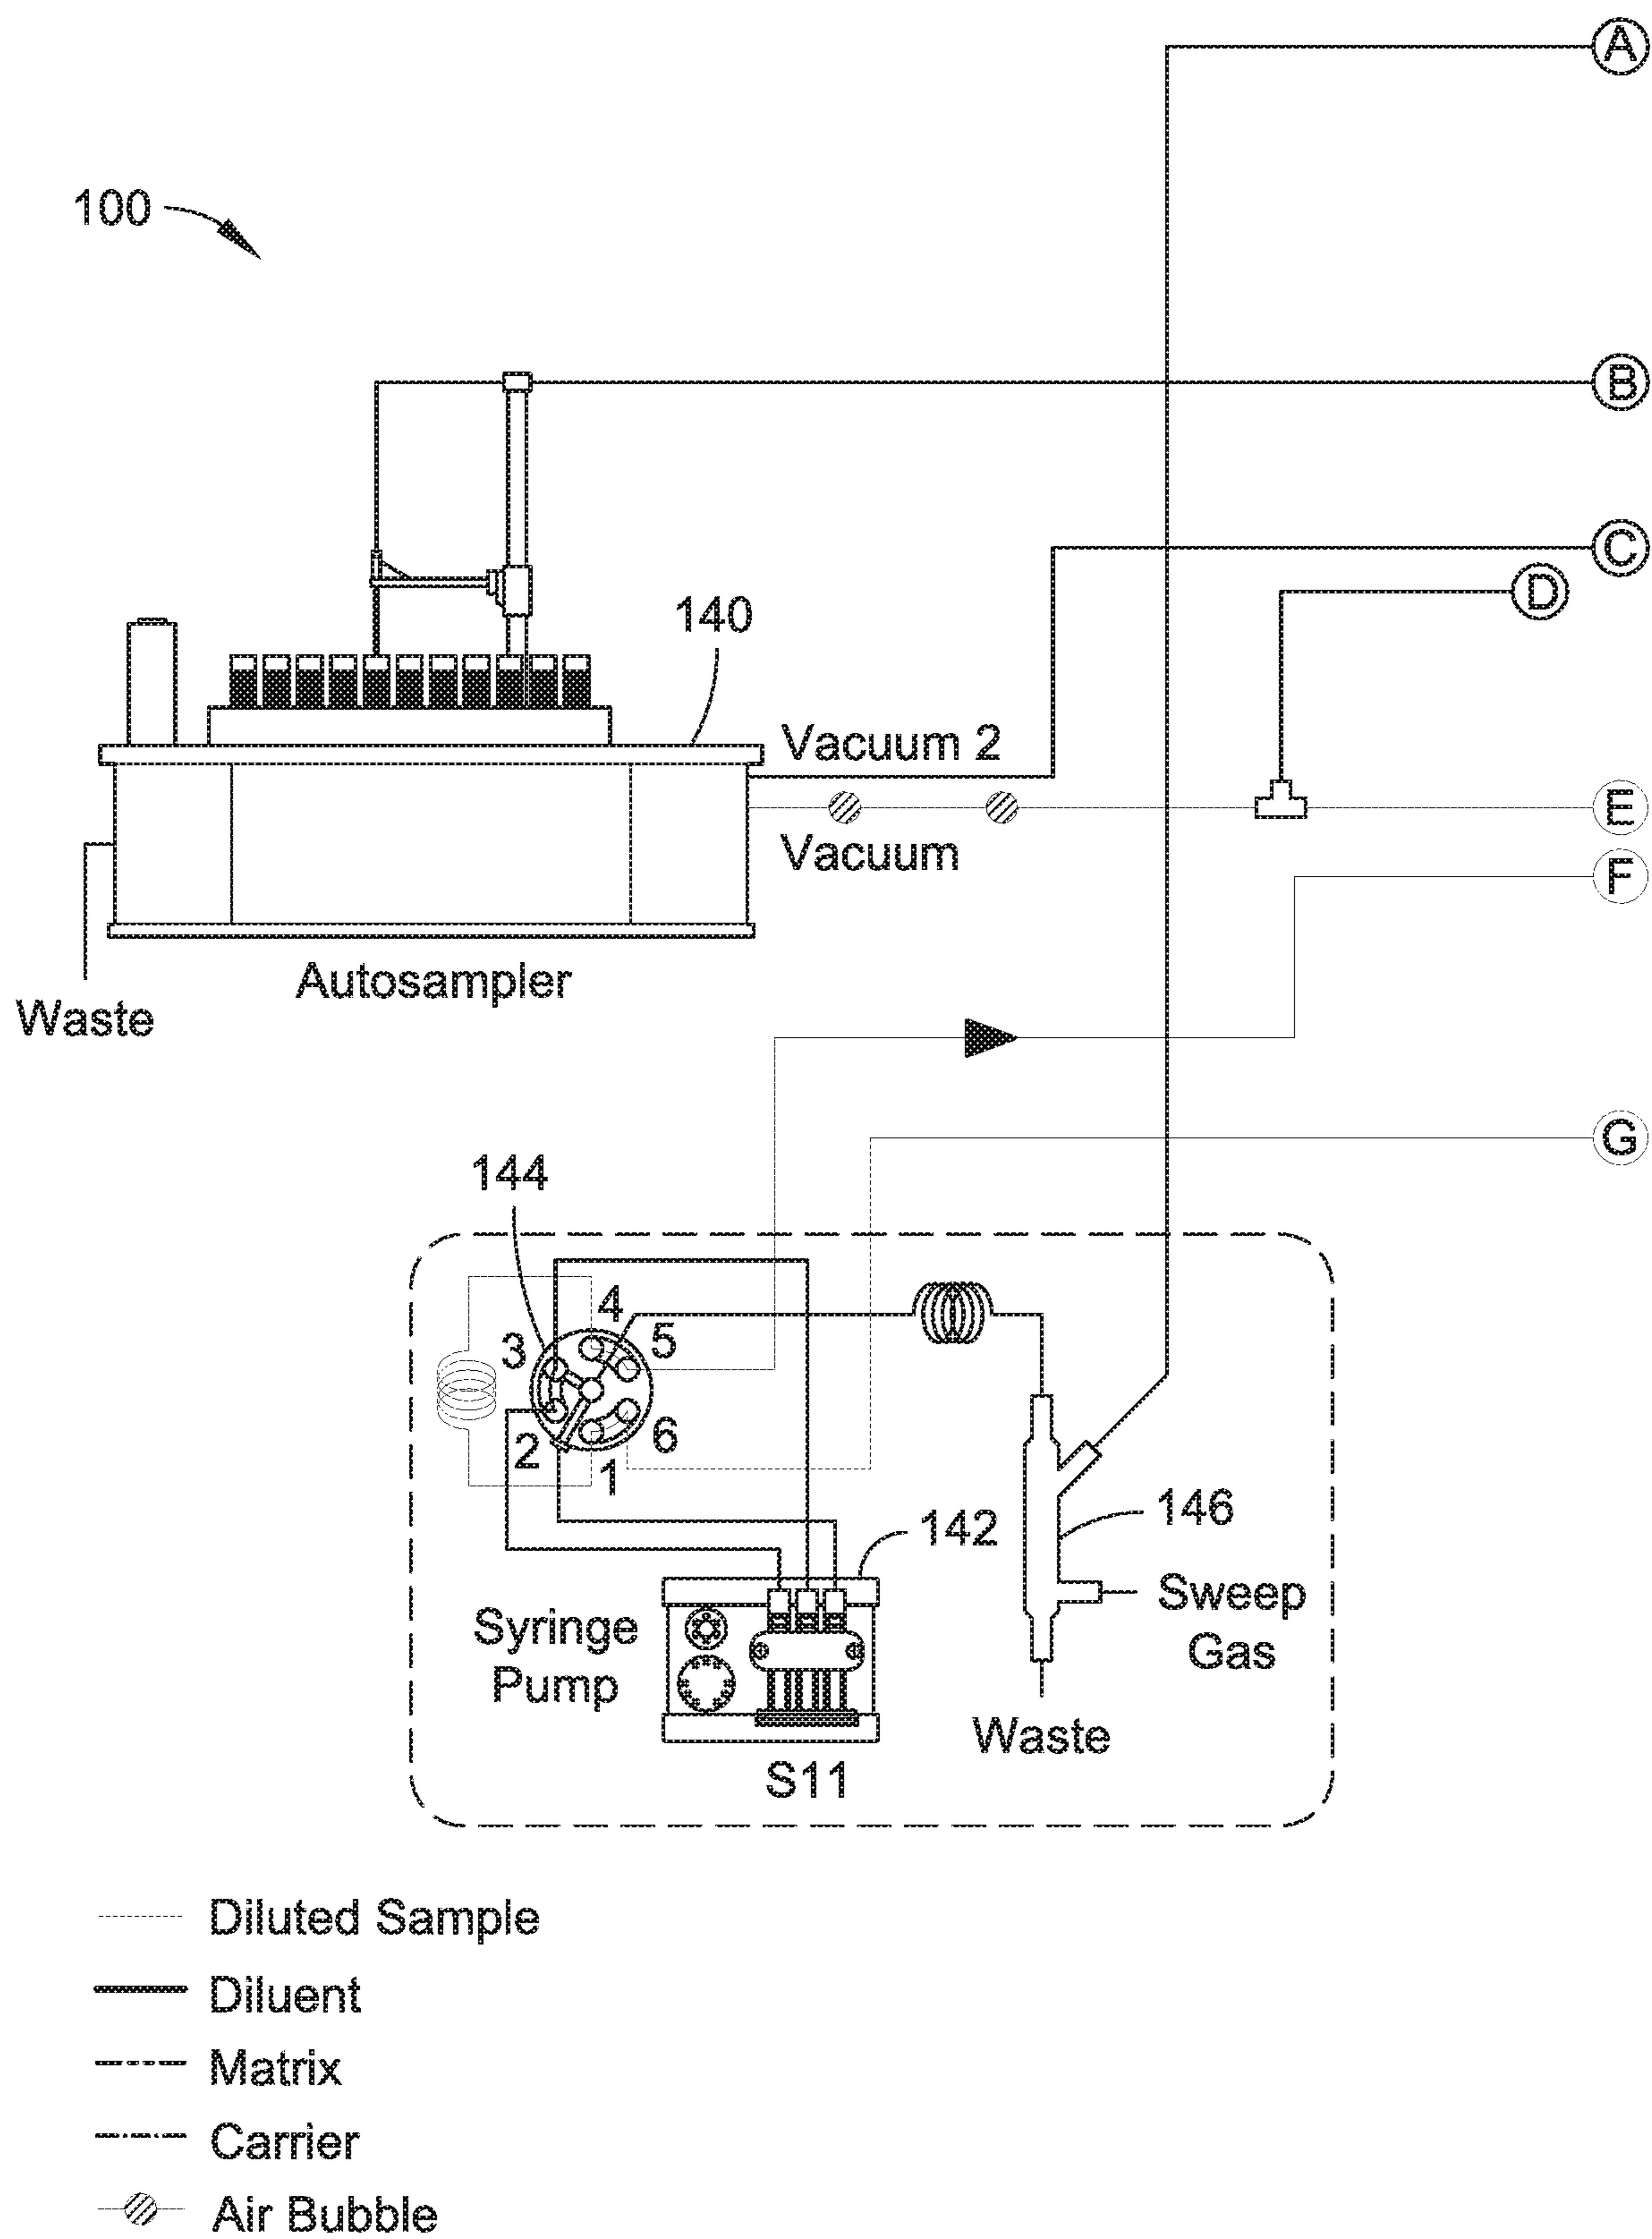 A
100
B
C
D
140
Vacuum 2
E
Vacuum
F
Autosampler
Waste
G
144
4
3
5
2
6
1
142
146
Syringe
Pump
Sweep
Gas
Waste
S11
Diluted Sample
Diluent
Matrix
Carrier
Air Bubble